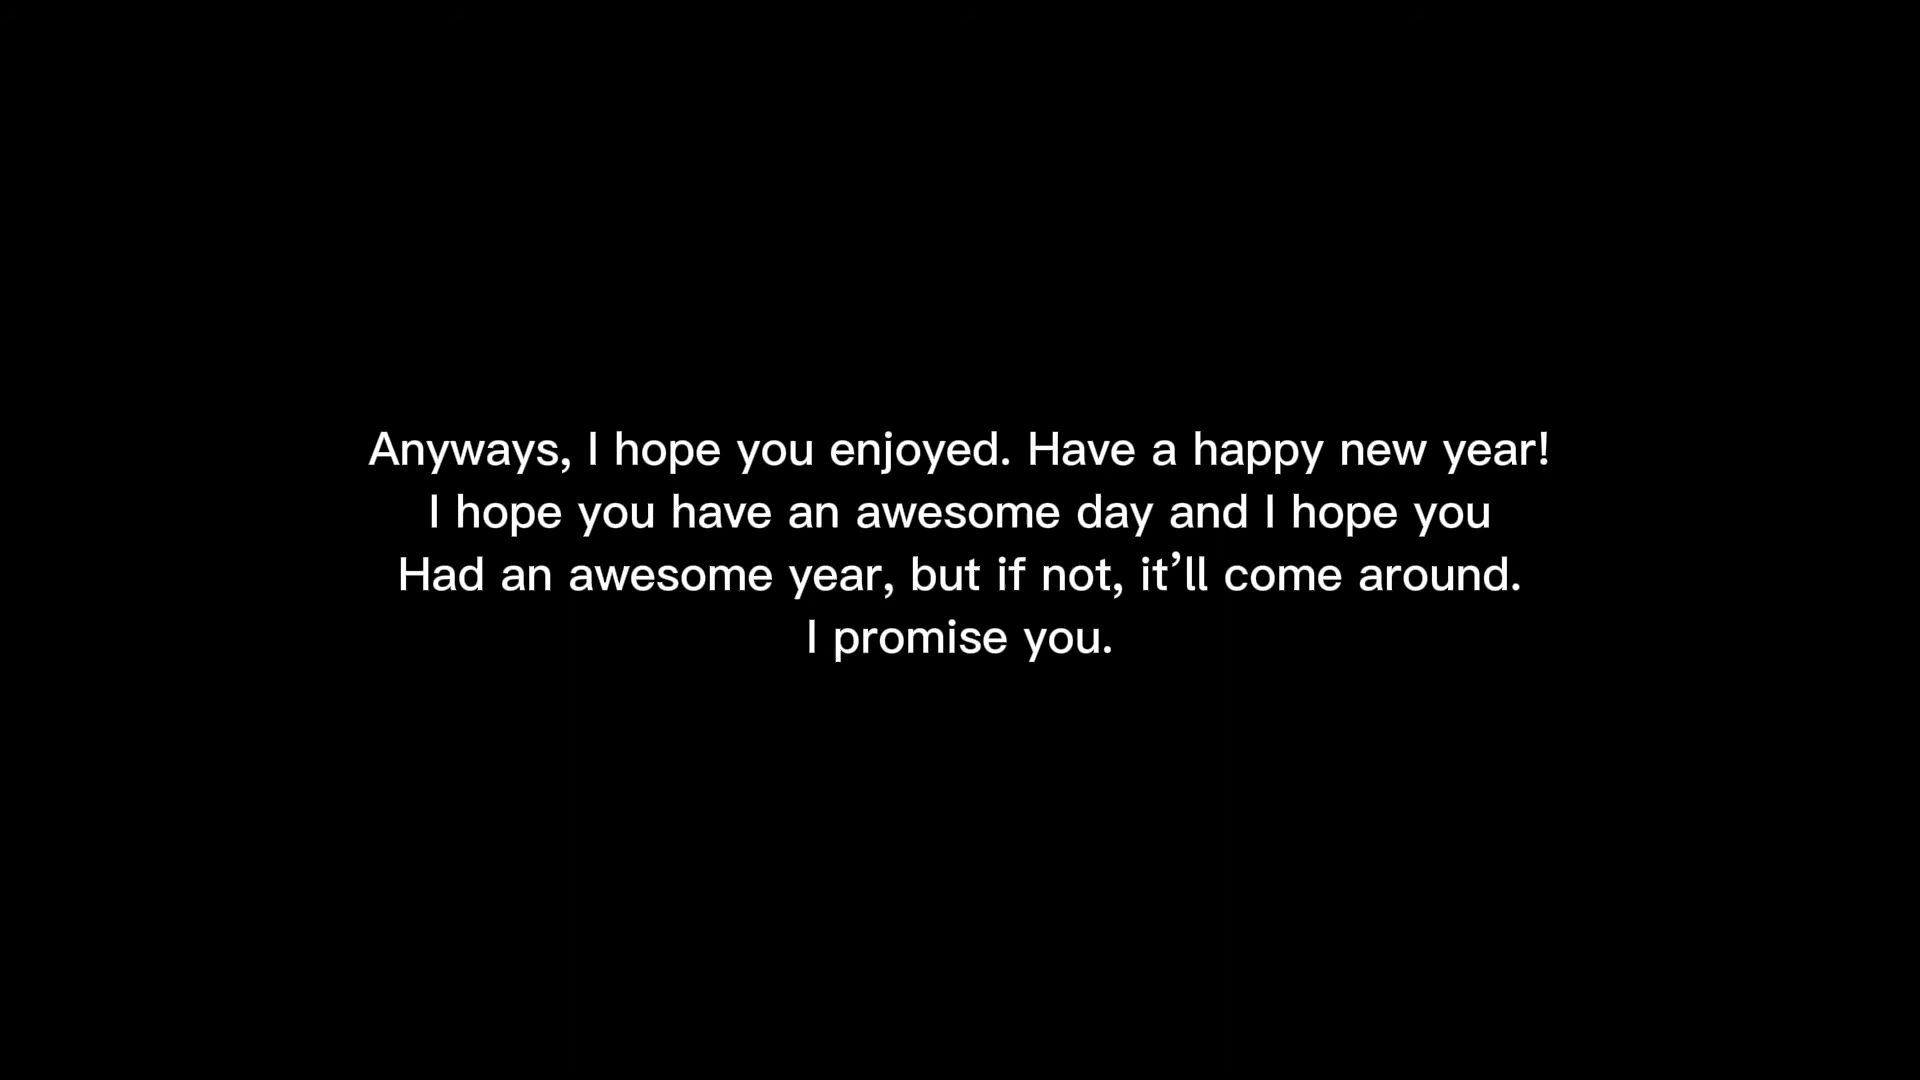 Anyways, I hope you enjoyed. Have a happy new year!
I hope you have an awesome day and I hope you
Had an awesome year, but if not, it’ll come around.
I promise you.